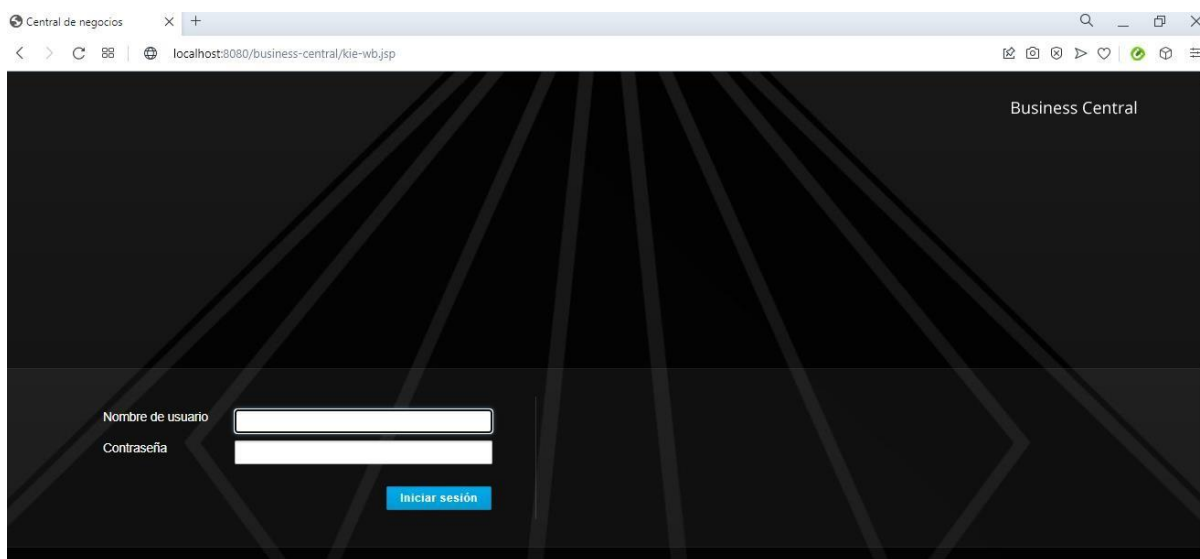 Central de negocios
localhost:8080/business-central/kie-wb.jsp
Business Central
Nombre de usuario
Contraseña
Iniciar sesión